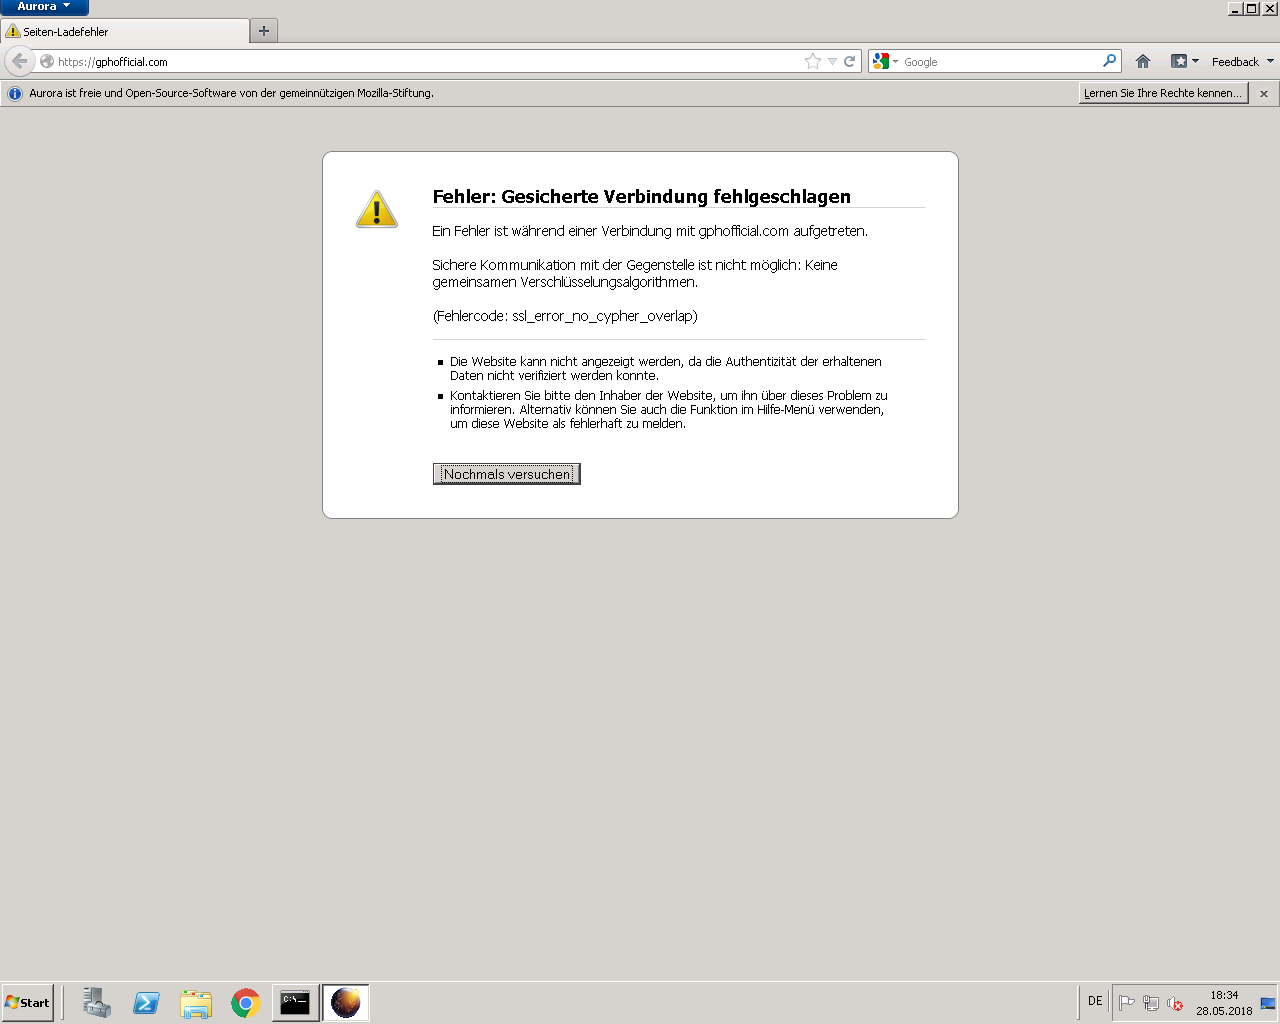 Aurora
Seiten-Ladefehler
https://gphofficial.com
Google
Feedback
Aurora ist freie und Open-Source-Software von der gemeinnützigen Mozilla-Stiftung.
Lernen Sie Ihre Rechte kennen...
Fehler: Gesicherte Verbindung fehlgeschlagen
Ein Fehler ist während einer Verbindung mit gphofficial.com aufgetreten.
Sichere Kommunikation mit der Gegenstelle ist nicht möglich: Keine
gemeinsamen Verschlüsselungsalgorithmen.
(Fehlercode: ssl_error_no_cypher_overlap)
Die Website kann nicht angezeigt werden, da die Authentizität der erhaltenen
Daten nicht verifiziert werden konnte.
Kontaktieren Sie bitte den Inhaber der Website, um ihn über dieses Problem zu
informieren. Alternativ können Sie auch die Funktion im Hilfe-Menü verwenden,
um diese Website als fehlerhaft zu melden.
Nochmals versuchen
Start
C:\_
DE
18:34
28.05.2018